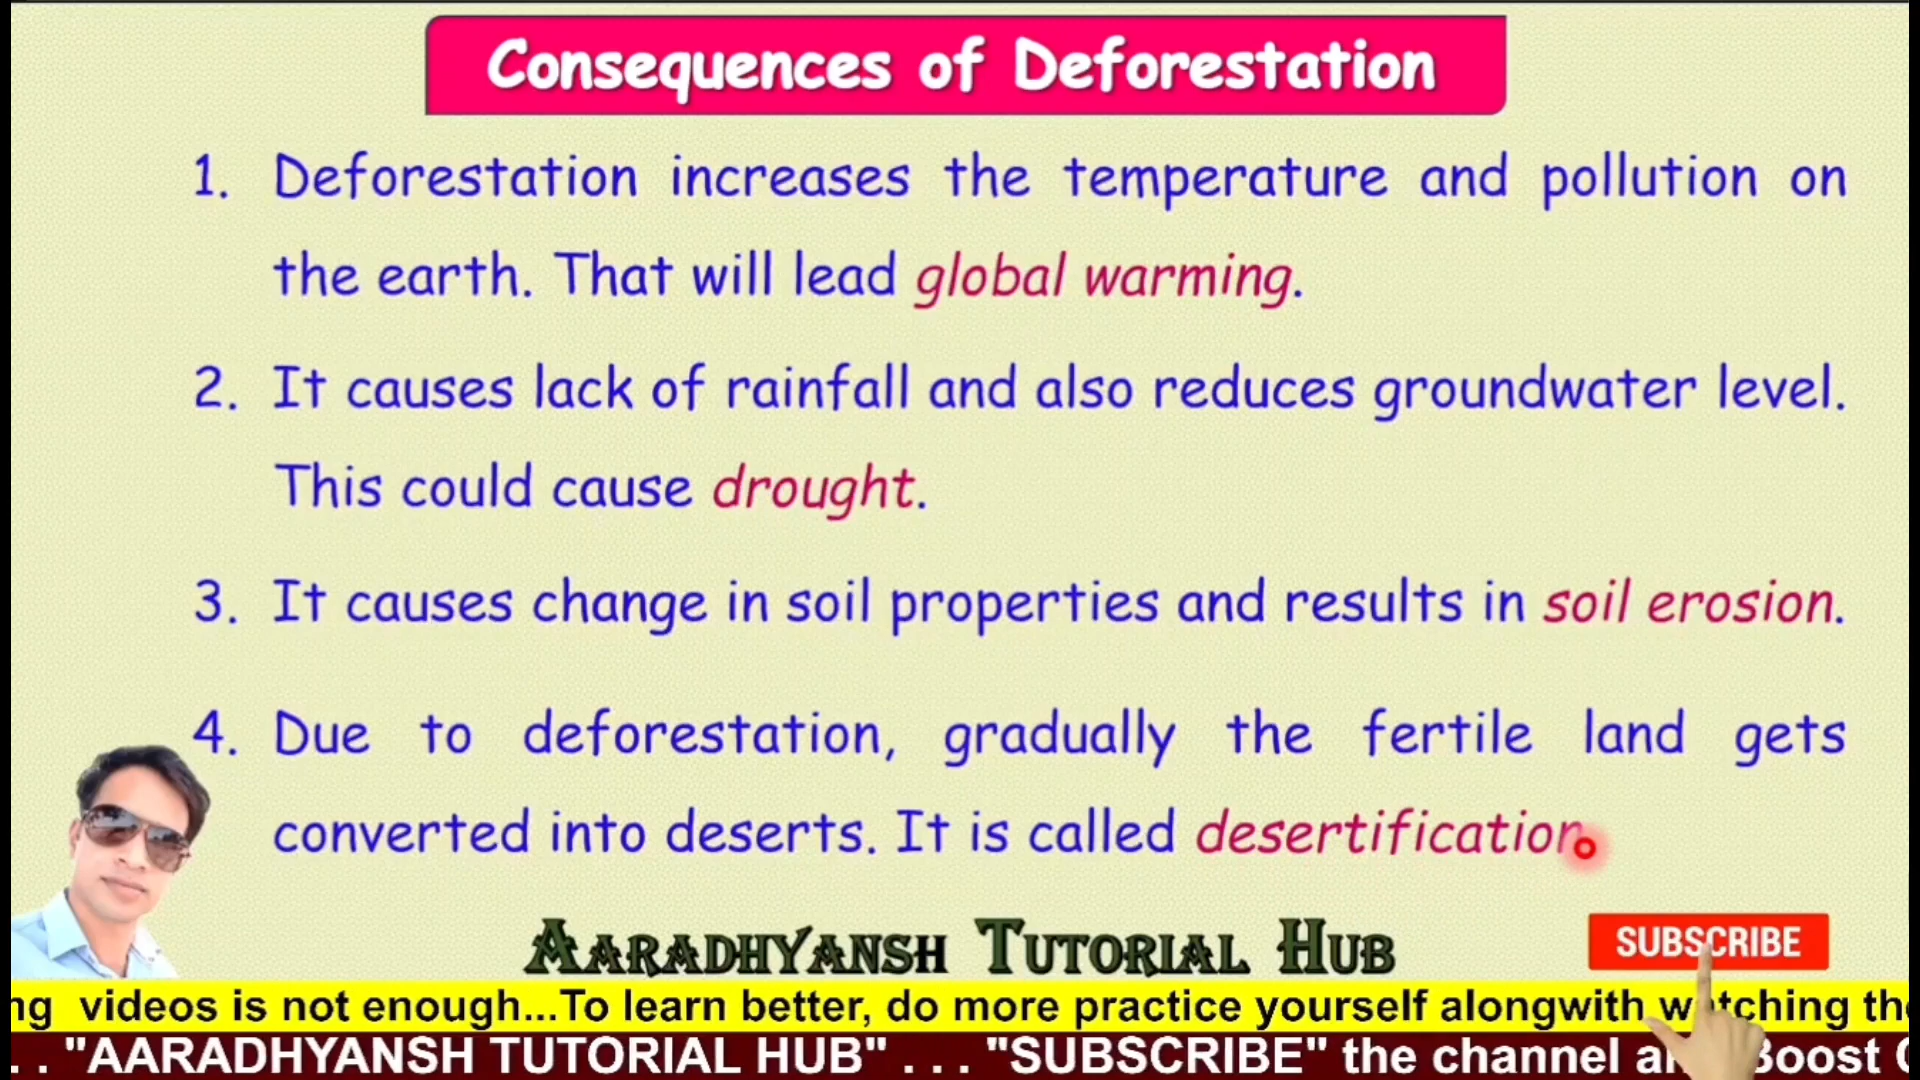 Consequences of Deforestation
1. Deforestation increases the temperature and pollution on
the earth. That will lead global warming.
2. It causes lack of rainfall and also reduces groundwater level.
This could cause drought.
3. It causes change in soil properties and results in soil erosion.
4. Due to deforestation, gradually the fertile land gets
converted into deserts. It is called desertification
AARADHYANSH TUTORIAL HUB
SUBSCRIBE
videos is not enough...To learn better, do more practice yourself alongwith watching
. . "AARADHYANSH TUTORIAL HUB" . . . "SUBSCRIBE" the channel Boost